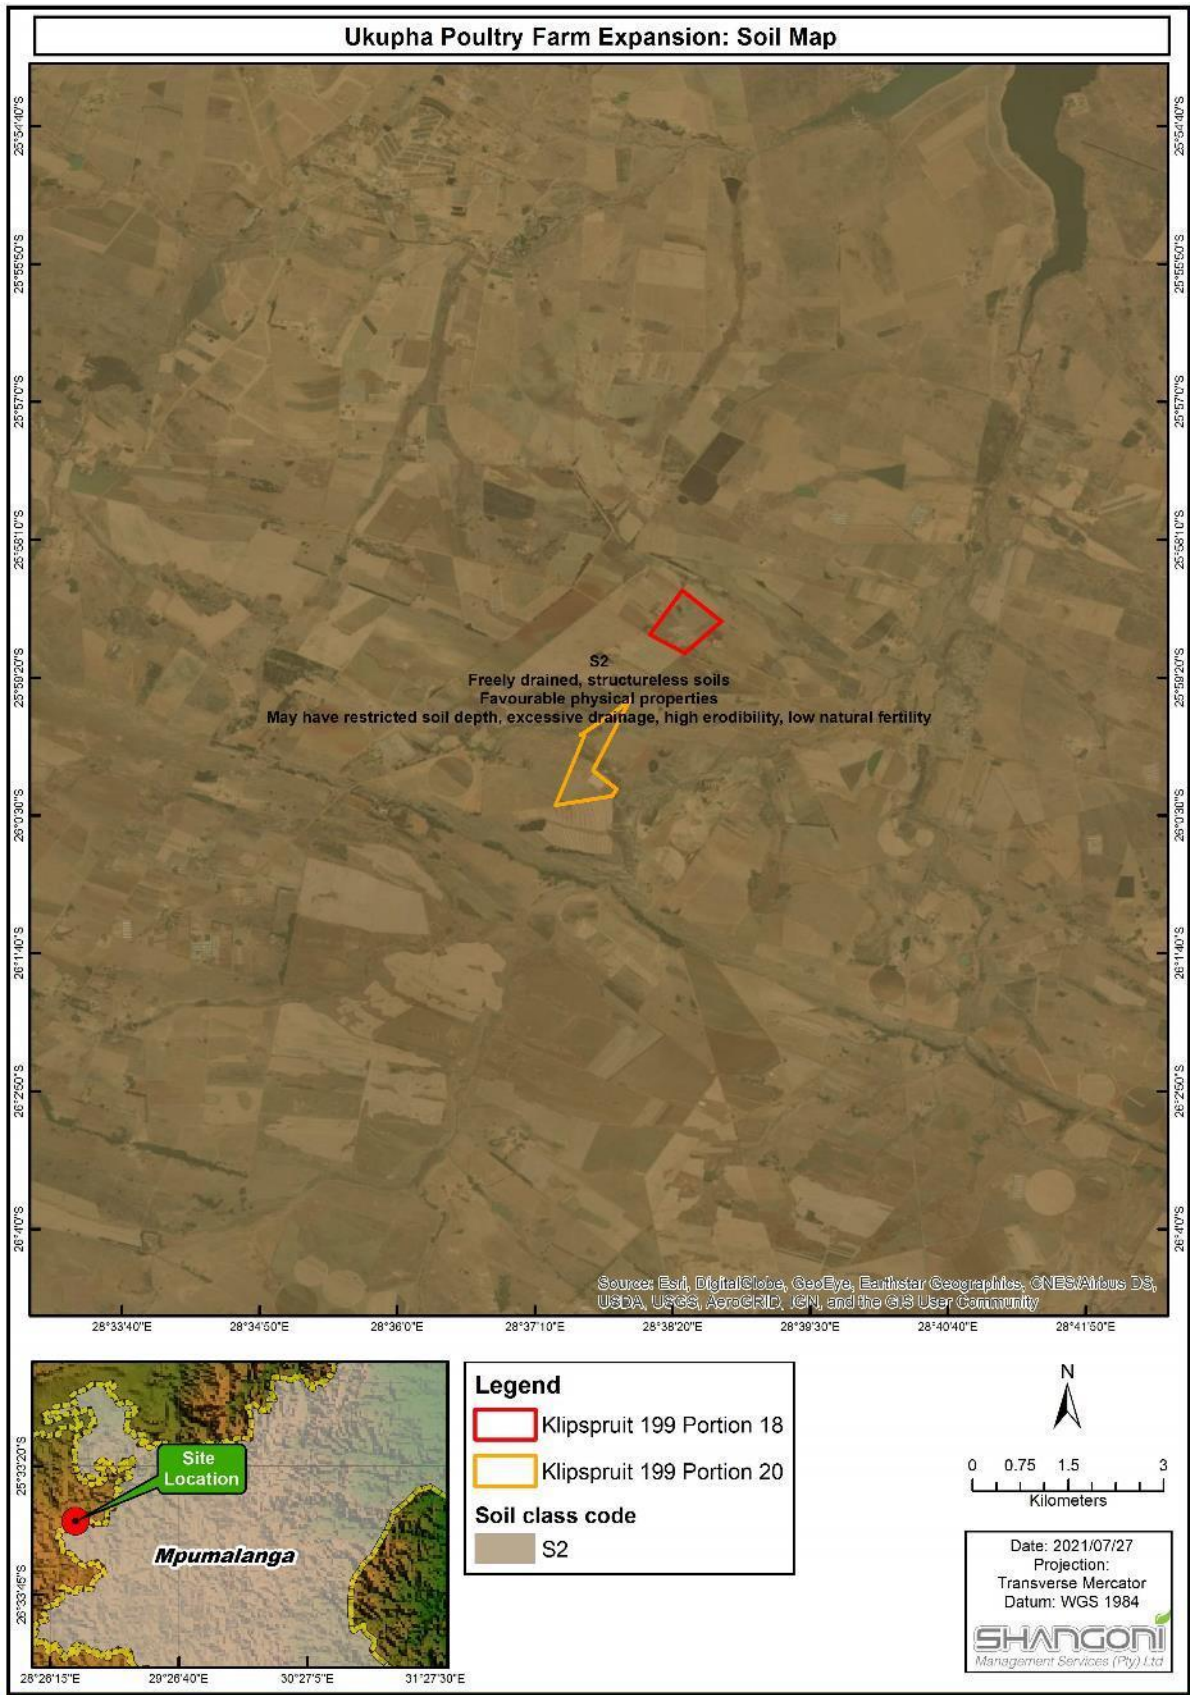 Ukupha Poultry Farm Expansion: Soil Map
25°54'40"S
25°55'50"S
25°57'0"S
25°58'10"S
25°59'20"S
26°0'30"S
26°1'40"S
26°2'50"S
26°4'0"S
25°54'40"S
25°55'50"S
25°57'0"S
25°58'10"S
25°59'20"S
26°0'30"S
26°1'40"S
26°2'50"S
26°4'0"S
S2
Freely drained, structureless soils
Favourable physical properties
May have restricted soil depth, excessive drainage, high erodibility, low natural fertility
Source: Esri, DigitalGlobe, GeoEye, Earthstar Geographics, CNES/Airbus DS,
USDA, USGS, AeroGRID, IGN, and the GIS User Community
28°33'40"E 28°34'50"E 28°36'0"E 28°37'10"E 28°38'20"E 28°39'30"E 28°40'40"E 28°41'50"E
25°33'20"S
26°33'45"S
Site
Location
Mpumalanga
28°26'15"E 29°26'40"E 30°27'5"E 31°27'30"E
Legend
Klipspruit 199 Portion 18
Klipspruit 199 Portion 20
Soil class code
S2
N
0 0.75 1.5 3
Kilometers
Date: 2021/07/27
Projection:
Transverse Mercator
Datum: WGS 1984
SHANGONI
Management Services (Pty) Ltd